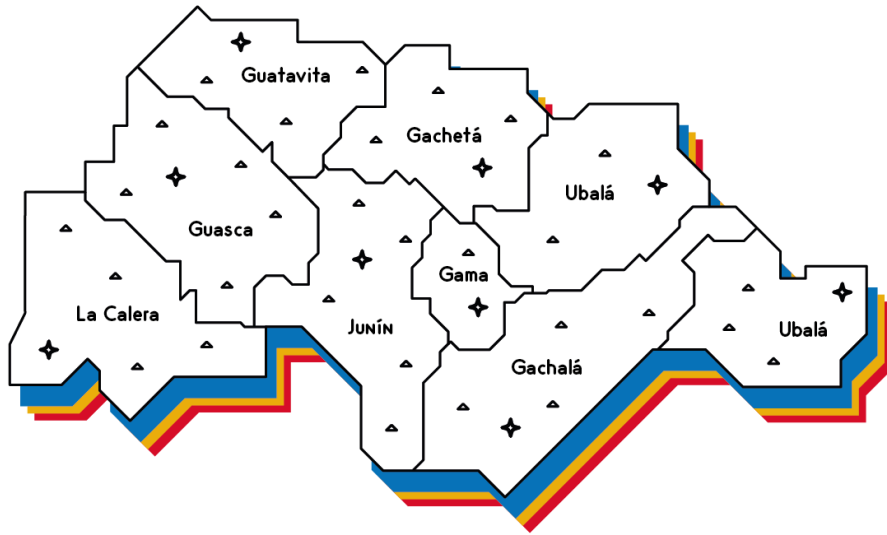 Guatavita
Gachetá
Ubalá
Guasca
Gama
La Calera
Junín
Ubalá
Gachalá